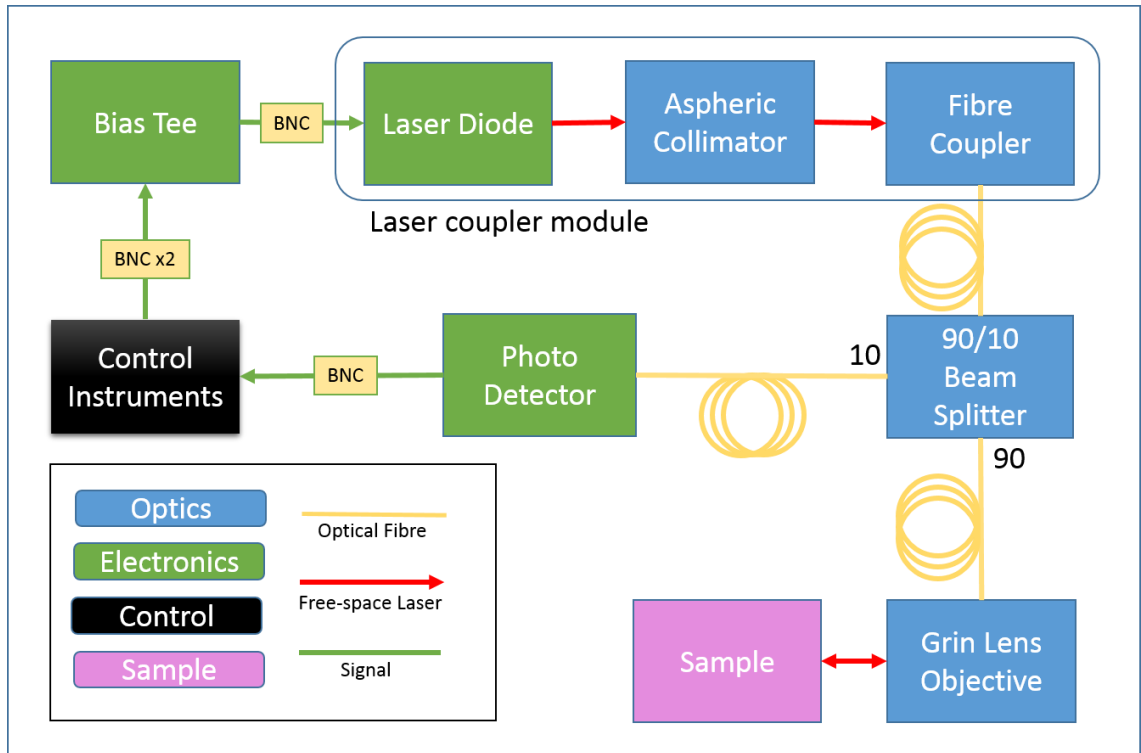 Bias Tee
BNC
Laser Diode
Aspheric
Collimator
Fibre
Coupler
Laser coupler module
BNC x2
Control
Instruments
BNC
Photo
Detector
10
90/10
Beam
Splitter
90
Optics
Electronics
Control
Sample
Optical Fibre
Free-space Laser
Signal
Sample
Grin Lens
Objective